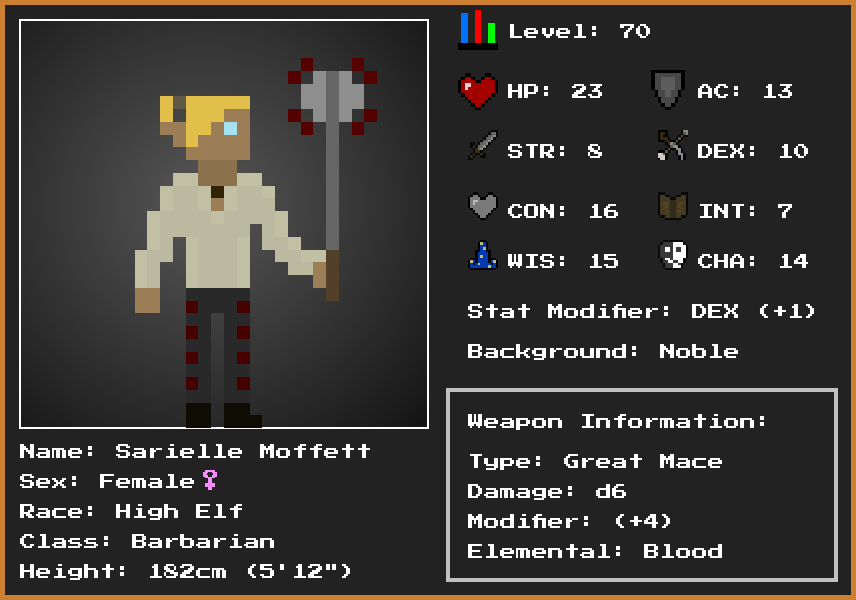 Level: 70
HP: 23 AC: 13
STR: 8 DEX: 10
CON: 16 INT: 7
WIS: 15 CHA: 14
Stat Modifier: DEX (+1)
Background: Noble
Weapon Information:
Type: Great Mace
Damage: d6
Modifier: (+4)
Elemental: Blood
Name: Sarielle Moffett
Sex: Female♀
Race: High Elf
Class: Barbarian
Height: 182cm (5'12")